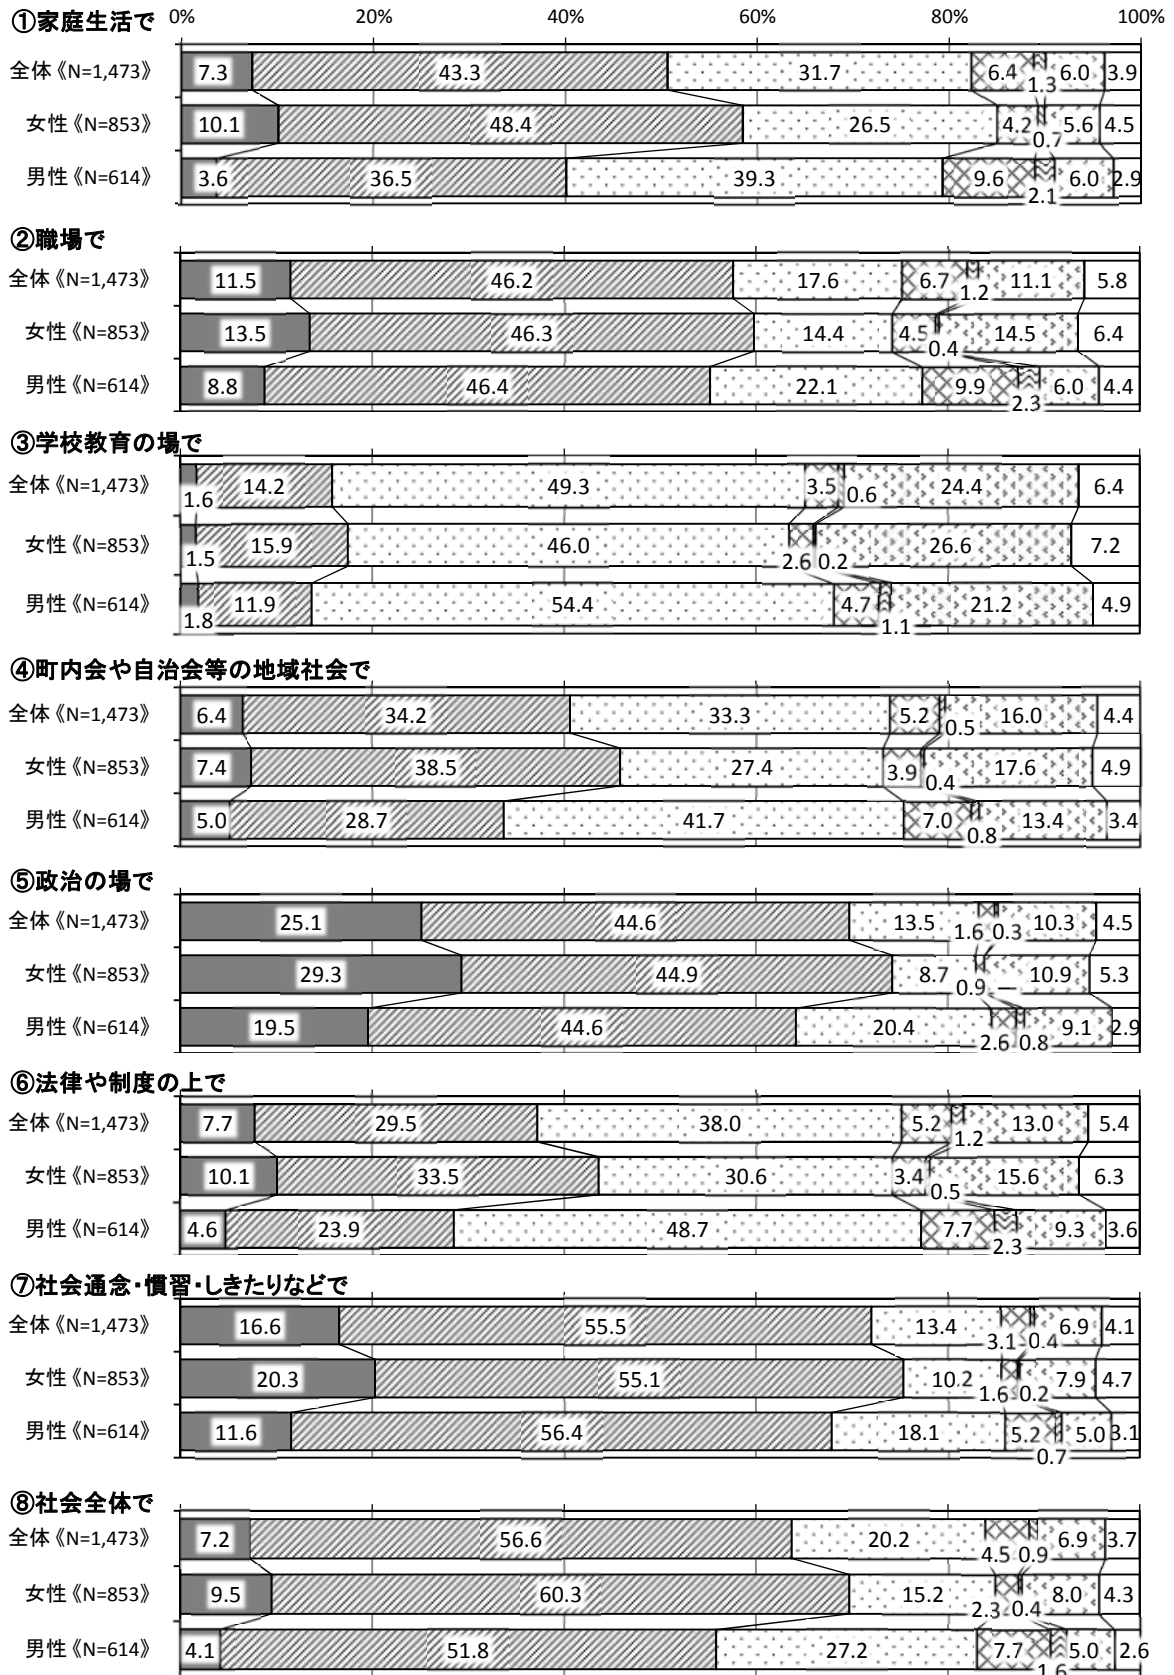 ①家庭生活で 0% 20% 40% 60% 80% 100%
全体《N=1,473》 7.3 43.3 31.7 6.4 1.3 6.0 3.9
女性《N=853》 10.1 48.4 26.5 4.2 0.7 5.6 4.5
男性《N=614》 3.6 36.5 39.3 9.6 2.1 6.0 2.9
②職場で
全体《N=1,473》 11.5 46.2 17.6 6.7 1.2 11.1 5.8
女性《N=853》 13.5 46.3 14.4 4.5 0.4 14.5 6.4
男性《N=614》 8.8 46.4 22.1 9.9 2.3 6.0 4.4
③学校教育の場で
全体《N=1,473》 1.6 14.2 49.3 3.5 0.6 24.4 6.4
女性《N=853》 1.5 15.9 46.0 2.6 0.2 26.6 7.2
男性《N=614》 1.8 11.9 54.4 4.7 1.1 21.2 4.9
④町内会や自治会等の地域社会で
全体《N=1,473》 6.4 34.2 33.3 5.2 0.5 16.0 4.4
女性《N=853》 7.4 38.5 27.4 3.9 0.4 17.6 4.9
男性《N=614》 5.0 28.7 41.7 7.0 0.8 13.4 3.4
⑤政治の場で
全体《N=1,473》 25.1 44.6 13.5 1.6 0.3 10.3 4.5
女性《N=853》 29.3 44.9 8.7 0.9 — 10.9 5.3
男性《N=614》 19.5 44.6 20.4 2.6 0.8 9.1 2.9
⑥法律や制度の上で
全体《N=1,473》 7.7 29.5 38.0 5.2 1.2 13.0 5.4
女性《N=853》 10.1 33.5 30.6 3.4 0.5 15.6 6.3
男性《N=614》 4.6 23.9 48.7 7.7 2.3 9.3 3.6
⑦社会通念・慣習・しきたりなどで
全体《N=1,473》 16.6 55.5 13.4 3.1 0.4 6.9 4.1
女性《N=853》 20.3 55.1 10.2 1.6 0.2 7.9 4.7
男性《N=614》 11.6 56.4 18.1 5.2 0.7 5.0 3.1
⑧社会全体で
全体《N=1,473》 7.2 56.6 20.2 4.5 0.9 6.9 3.7
女性《N=853》 9.5 60.3 15.2 2.3 0.4 8.0 4.3
男性《N=614》 4.1 51.8 27.2 7.7 1.6 5.0 2.6